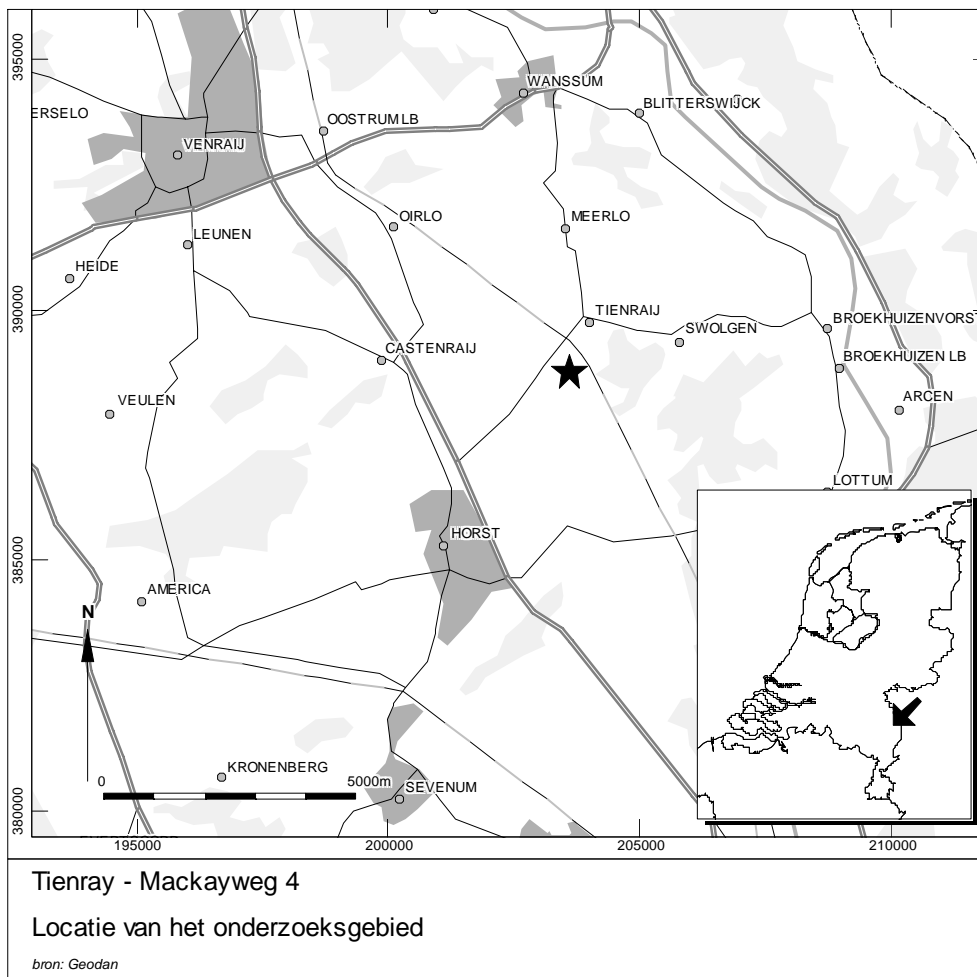 395000
390000
385000
380000
WANSSUM
BLITTERSWIJCK
ERSELO
OOSTRUM LB
VENRAIJ
OIRLO
MEERLO
LEUNEN
HEIDE
TIENRAIJ
BROEKHUIZENVORST
SWOLGEN
CASTENRAIJ
BROEKHUIZEN LB
ARCEN
VEULEN
LOTTUM
HORST
AMERICA
N
KRONENBERG
0 5000m
SEVENUM
195000 200000 205000 210000
Tienray - Mackayweg 4
Locatie van het onderzoeksgebied
bron: Geodan